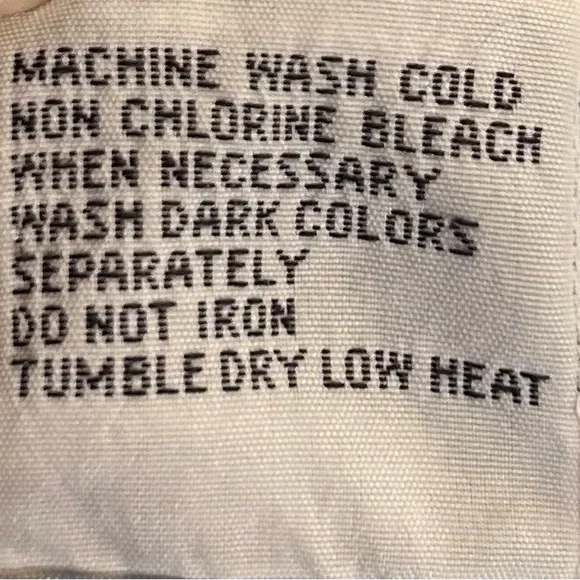 MACHINE WASH COLD
NON CHLORINE BLEACH
WHEN NECESSARY
WASH DARK COLORS
SEPARATELY
DO NOT IRON
TUMBLE DRY LOW HEAT